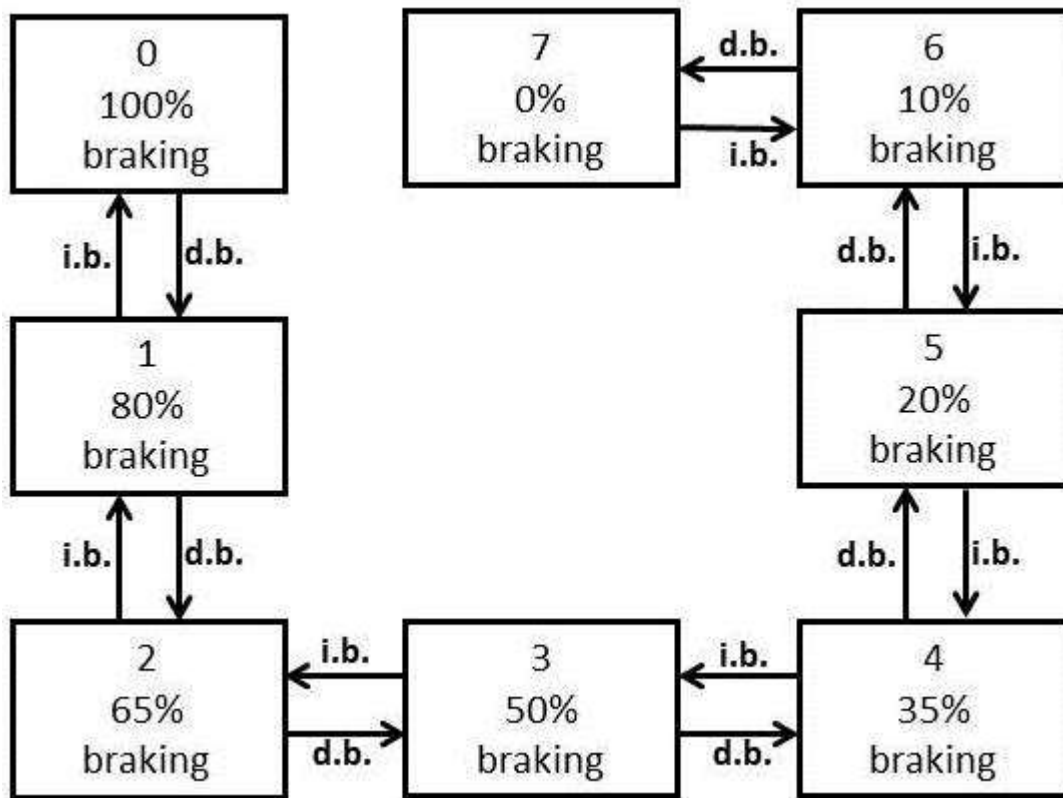 0
100%
braking
7
0%
braking
6
10%
braking
d.b.
i.b.
i.b.
d.b.
d.b.
i.b.
1
80%
braking
5
20%
braking
i.b.
d.b.
d.b.
i.b.
2
65%
braking
i.b.
d.b.
3
50%
braking
i.b.
d.b.
4
35%
braking